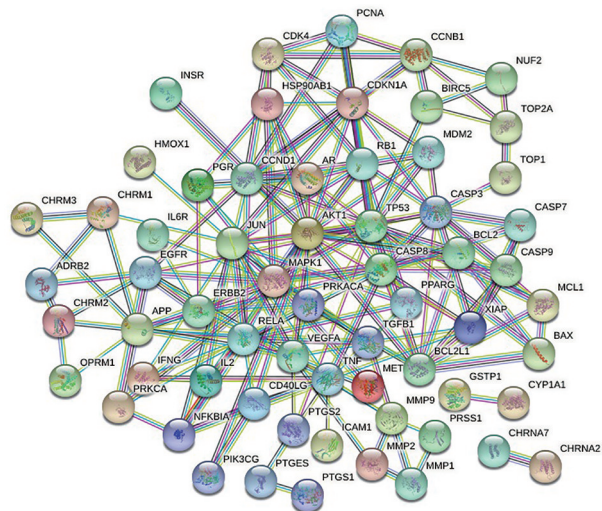 PCNA
CDK4
CCNB1
NUF2
INSR
HSP90AB1
CDKN1A
BIRC5
TOP2A
HMOX1
RB1
MDM2
TOP1
PGR
CCND1
AR
CHRM3
CHRM1
IL6R
JUN
AKT1
TP53
CASP3
CASP7
BCL2
ADRB2
EGFR
MAPK1
CASP8
CASP9
CHRM2
APP
ERBB2
PRKACA
PPARG
MCL1
RELA
VEGFA
TGFB1
XIAP
OPRM1
IFNG
IL2
TNF
MET
BCL2L1
BAX
PRKCA
CD40LG
MMP9
GSTP1
CYP1A1
NFKBIA
PTGS2
ICAM1
MMP2
PRSS1
CHRNA7
CHRNA2
PIK3CG
PTGES
PTGS1
MMP1